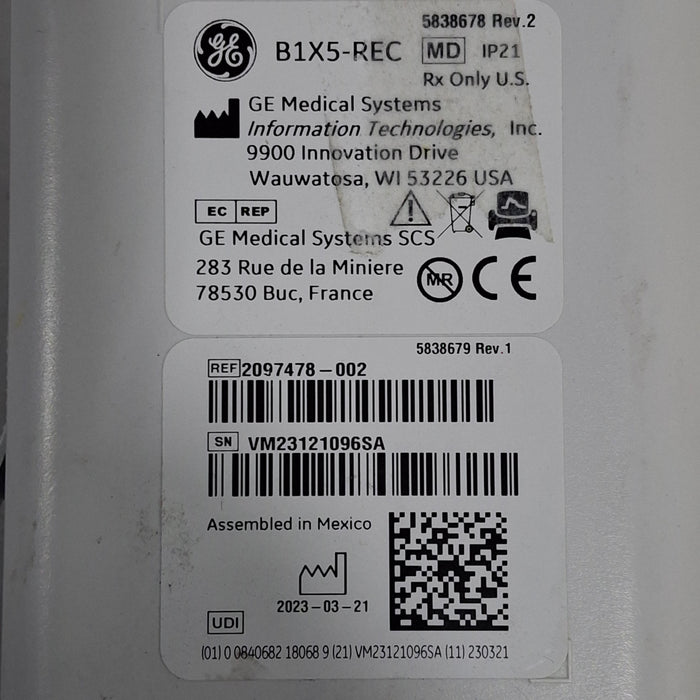 5838678 Rev.2
GE B1X5-REC MD IP21
Rx Only U.S.
GE Medical Systems
Information Technologies, Inc.
9900 Innovation Drive
Wauwatosa, WI 53226 USA
EC REP
GE Medical Systems SCS
283 Rue de la Miniere
78530 Buc, France
MR CE
5838679 Rev.1
REF 2097478-002
SN VM23121096SA
Assembled in Mexico
2023-03-21
UDI
(01) 0 0840682 18068 9 (21) VM23121096SA (11) 230321